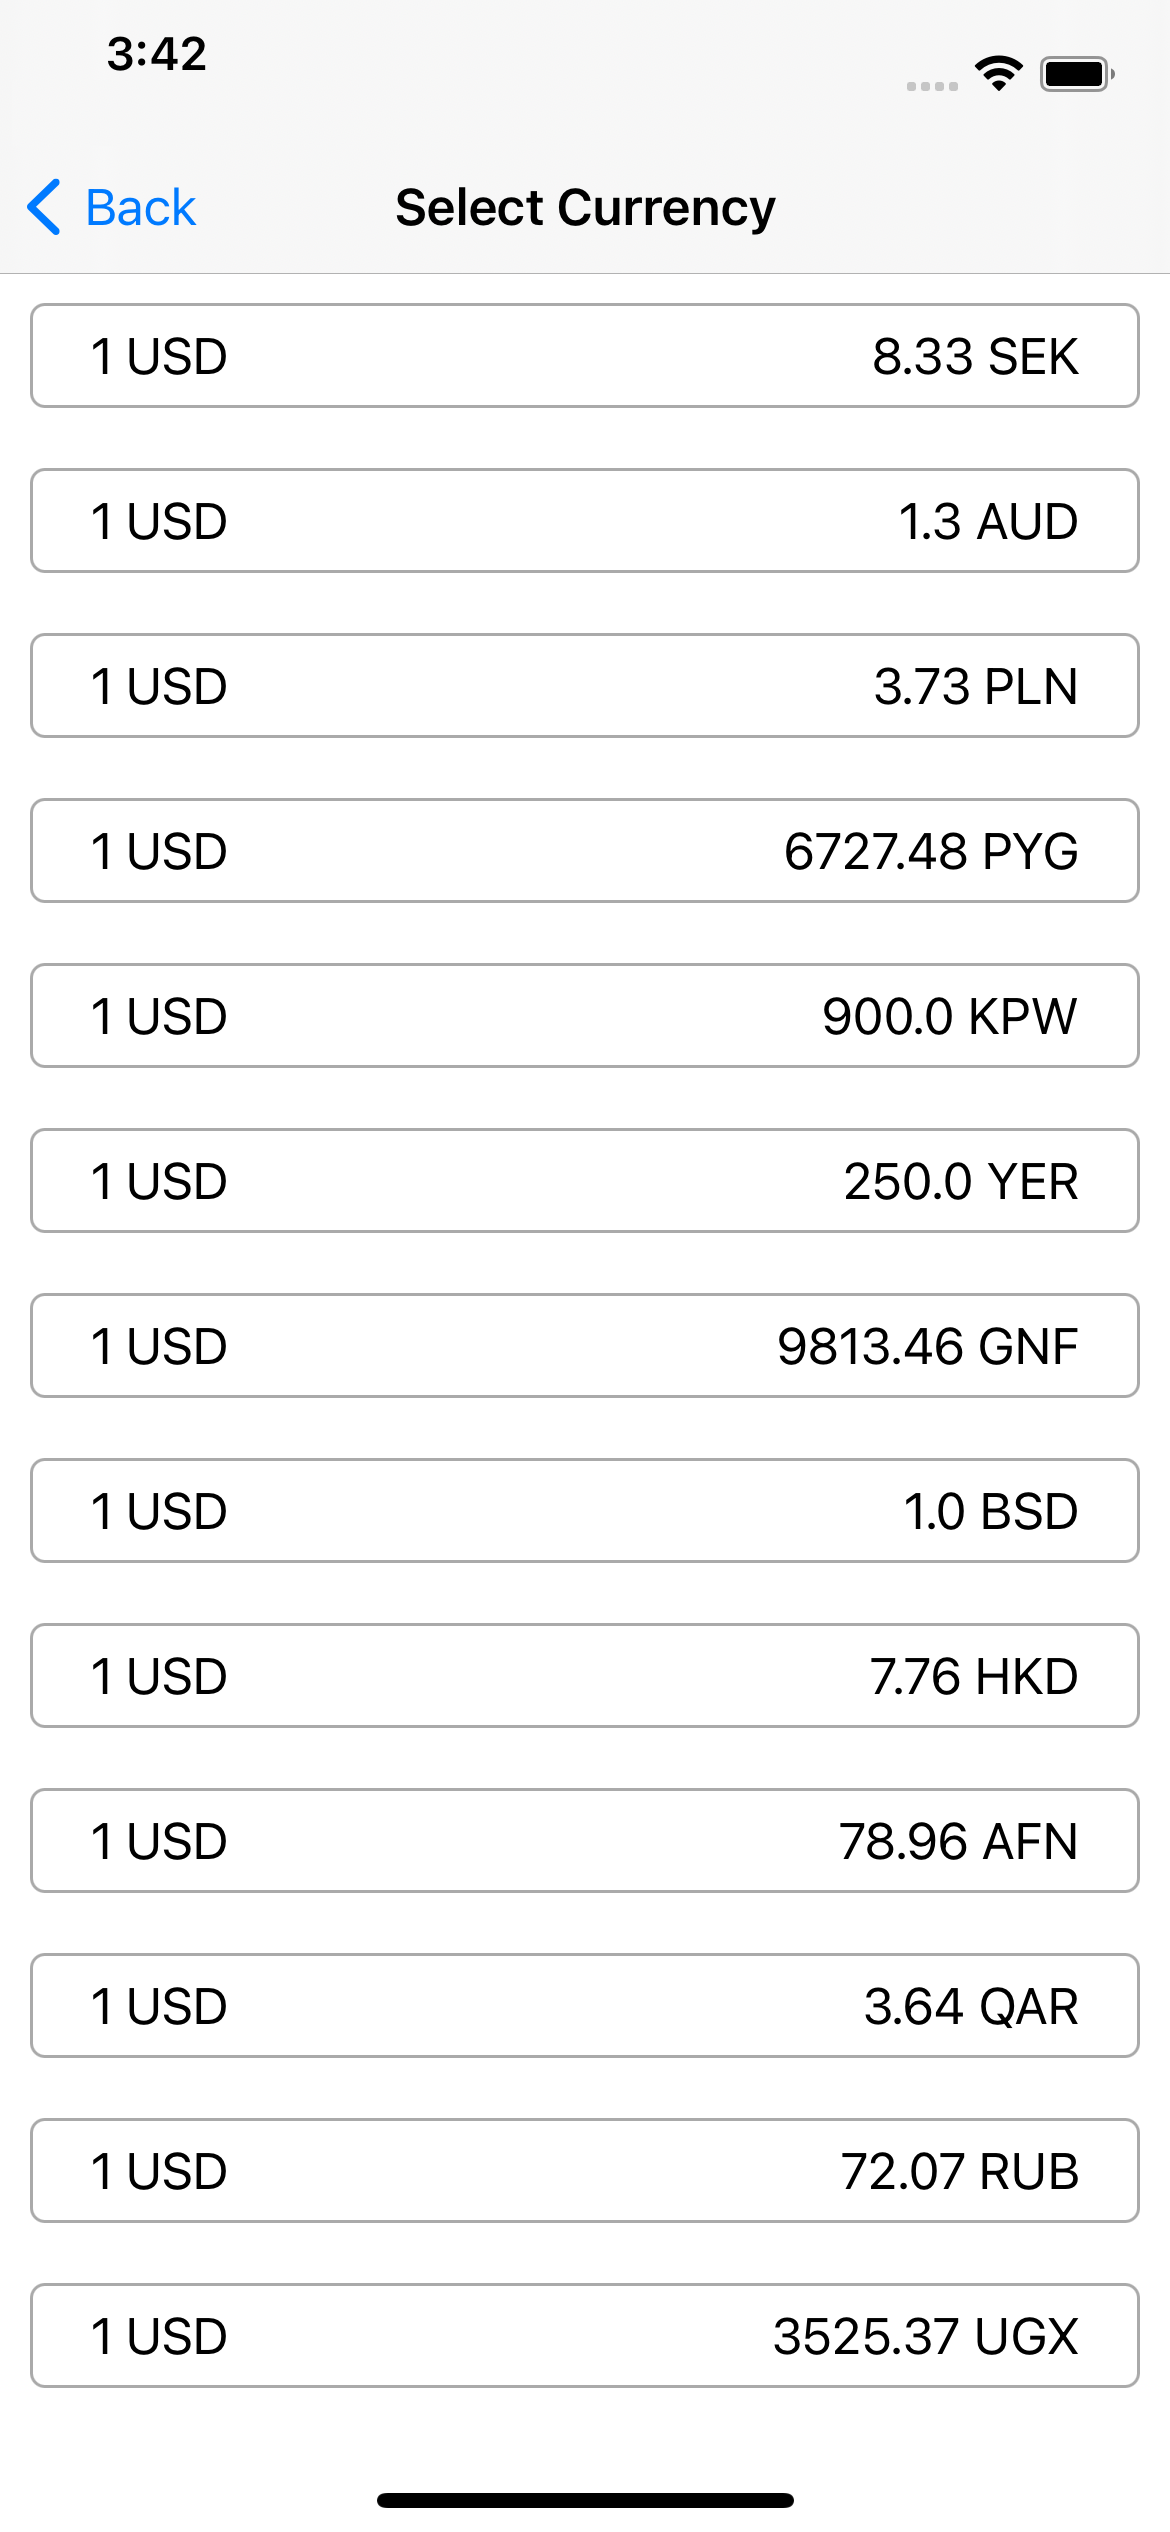 3:42
Back
Select Currency
1 USD 8.33 SEK
1 USD 1.3 AUD
1 USD 3.73 PLN
1 USD 6727.48 PYG
1 USD 900.0 KPW
1 USD 250.0 YER
1 USD 9813.46 GNF
1 USD 1.0 BSD
1 USD 7.76 HKD
1 USD 78.96 AFN
1 USD 3.64 QAR
1 USD 72.07 RUB
1 USD 3525.37 UGX